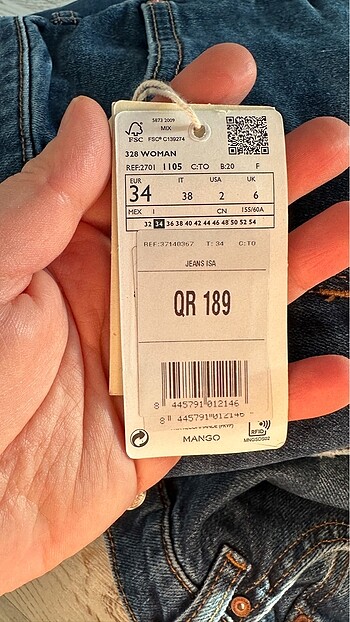 5873 2009
MIX
FSC FSC® C139274
328 WOMAN
REF:2701 1105 C:TO B:20 F
EUR IT USA UK
34 38 2 6
MEX 1 CN 155/60A
32 34 36 38 40 42 44 46 48 50 52 54
REF:37140367 T: 34 C:TO
JEANS ISA
QR 189
8 445791 012146
8 445791 012146
MANGO
RFID
MNGSDS02